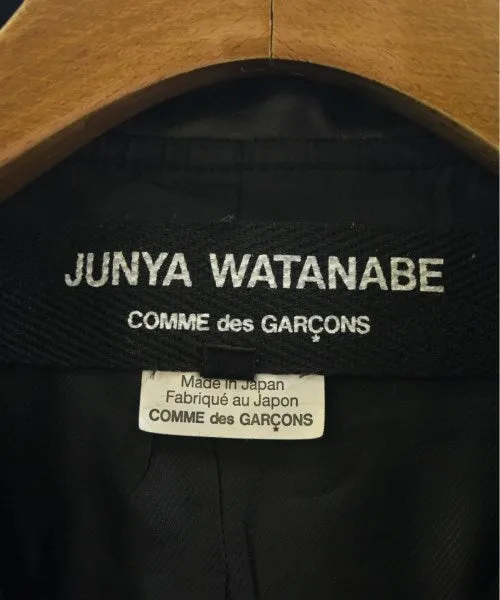 JUNYA WATANABE
COMME des GARÇONS
Made in Japan
Fabriqué au Japon
COMME des GARÇONS